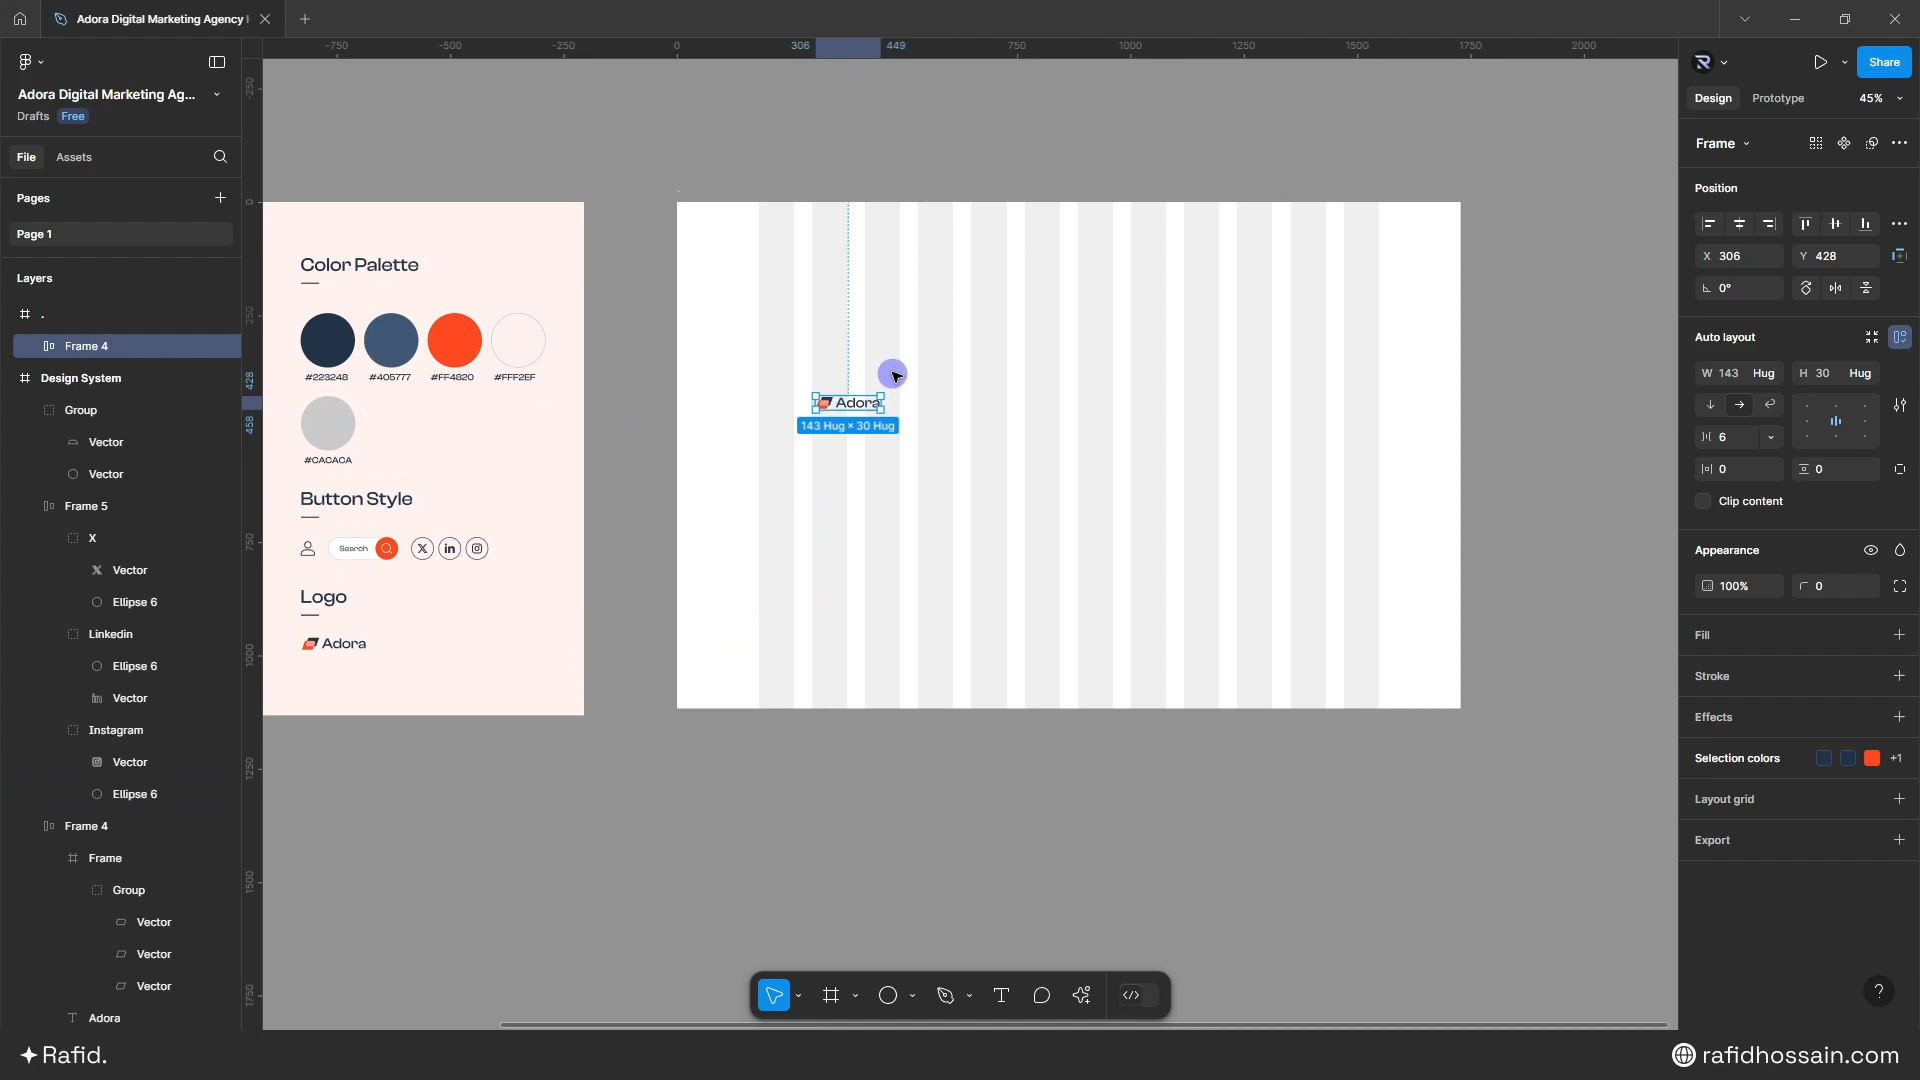 Adora Digital Marketing Agency
Adora Digital Marketing Ag...
Drafts Free
File Assets
Pages
Page 1
Layers
.
Frame 4
Design System
Group
Vector
Vector
Frame 5
X
Vector
Ellipse 6
Linkedin
Ellipse 6
Vector
Instagram
Vector
Ellipse 6
Frame 4
Frame
Group
Vector
Vector
Vector
Adora
-750 -500 -250 0 306 449 750 1000 1250 1500 1750 2000
-250
0
250
428
458
750
1000
1250
1500
1750
Color Palette
#223248 #405777 #FF4820 #FFF2EF
#CACACA
Button Style
Search
Logo
Adora
Adora
143 Hug × 30 Hug
Share
Design Prototype 45%
Frame
Position
X 306 Y 428
0°
Auto layout
W 143 Hug H 30 Hug
6
0 0
Clip content
Appearance
100% 0
Fill
Stroke
Effects
Selection colors +1
Layout grid
Export
?
Rafid.
rafidhossain.com